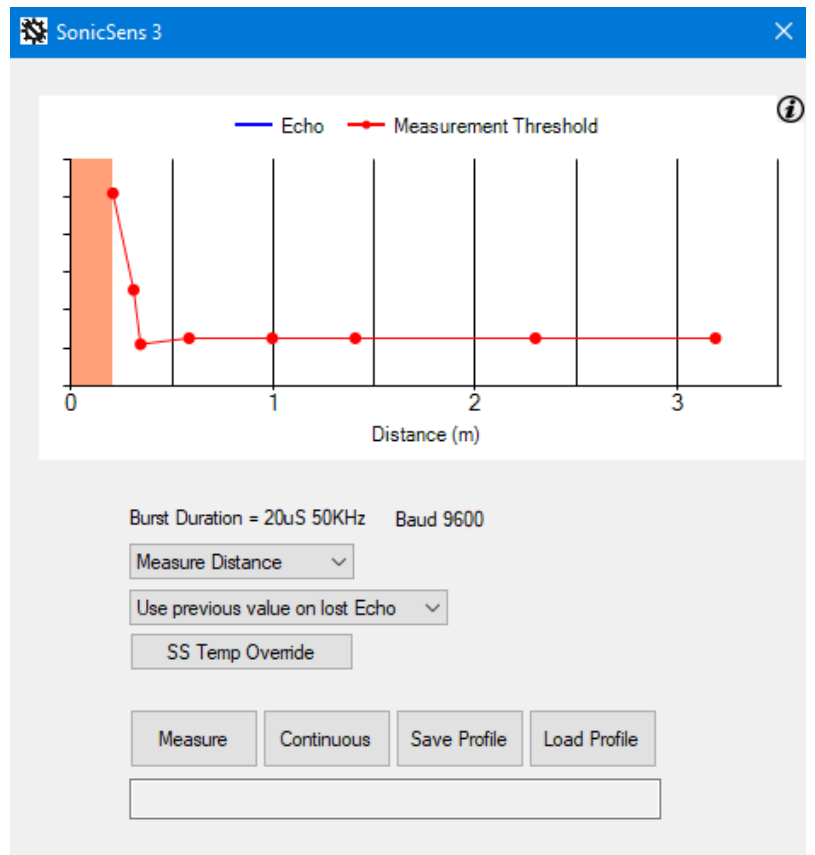 SonicSens 3
Echo Measurement Threshold
0 1 2 3
Distance (m)
Burst Duration = 20uS 50KHz Baud 9600
Measure Distance
Use previous value on lost Echo
SS Temp Override
Measure Continuous Save Profile Load Profile